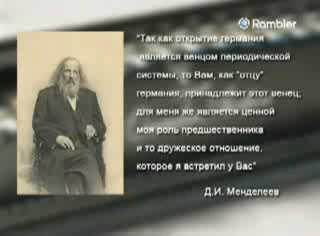 Rambler
"Так как открытие германия
является венцом периодической
системы, то Вам, как "отцу"
германия, принадлежит этот венец;
для меня же является ценной
моя роль предшественника
и то дружеское отношение,
которое я встретил у Вас"
Д.И. Менделеев